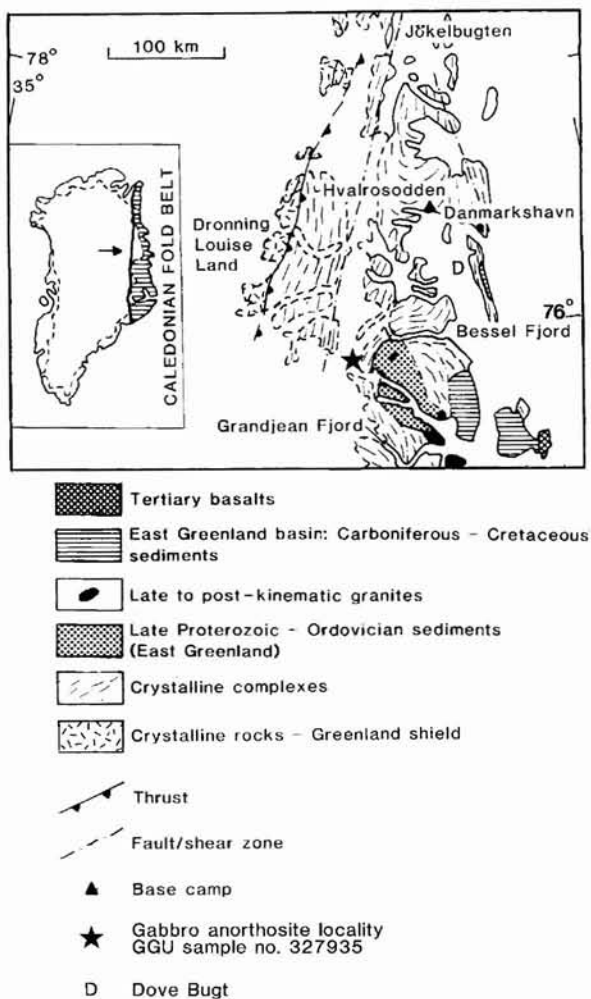 Jökelbugten
100 km
78°
35°
Hvalrosodden
Danmarkshavn
Dronning
Louise
Land
D
CALEDONIAN FOLD BELT
76°
Bessel Fjord
Grandjean Fjord
Tertiary basalts
East Greenland basin: Carboniferous – Cretaceous
sediments
Late to post-kinematic granites
Late Proterozoic – Ordovician sediments
(East Greenland)
Crystalline complexes
Crystalline rocks – Greenland shield
Thrust
Fault/shear zone
Base camp
Gabbro anorthosite locality
GGU sample no. 327935
D Dove Bugt